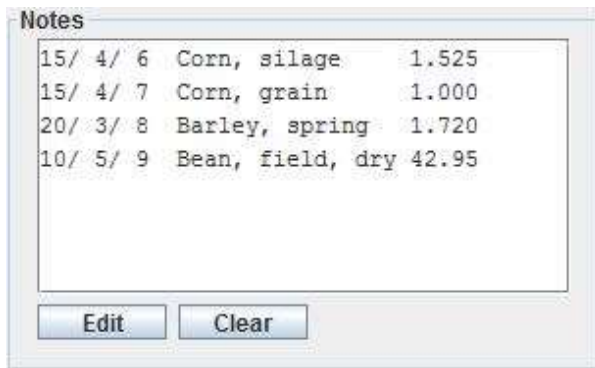 Notes
15/ 4/ 6  Corn, silage     1.525
15/ 4/ 7  Corn, grain      1.000
20/ 3/ 8  Barley, spring   1.720
10/ 5/ 9  Bean, field, dry 42.95
Edit Clear